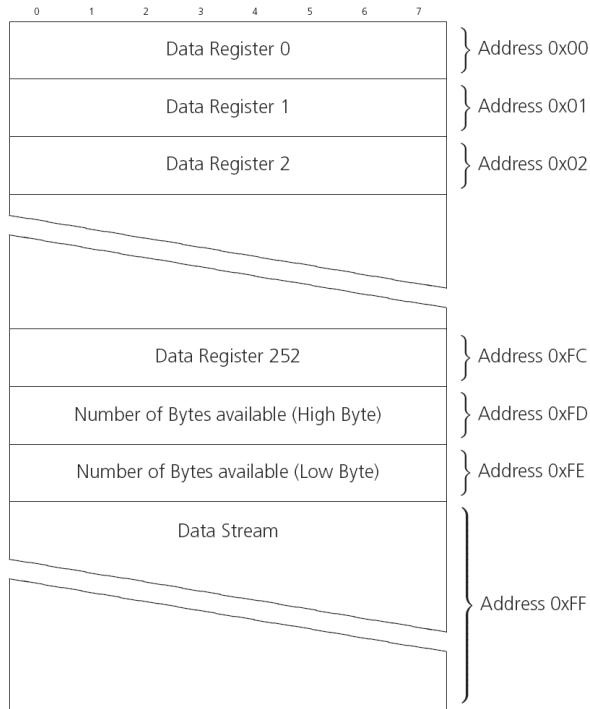 0 1 2 3 4 5 6 7
Data Register 0 Address 0x00
Data Register 1 Address 0x01
Data Register 2 Address 0x02
Data Register 252 Address 0xFC
Number of Bytes available (High Byte) Address 0xFD
Number of Bytes available (Low Byte) Address 0xFE
Data Stream
Address 0xFF